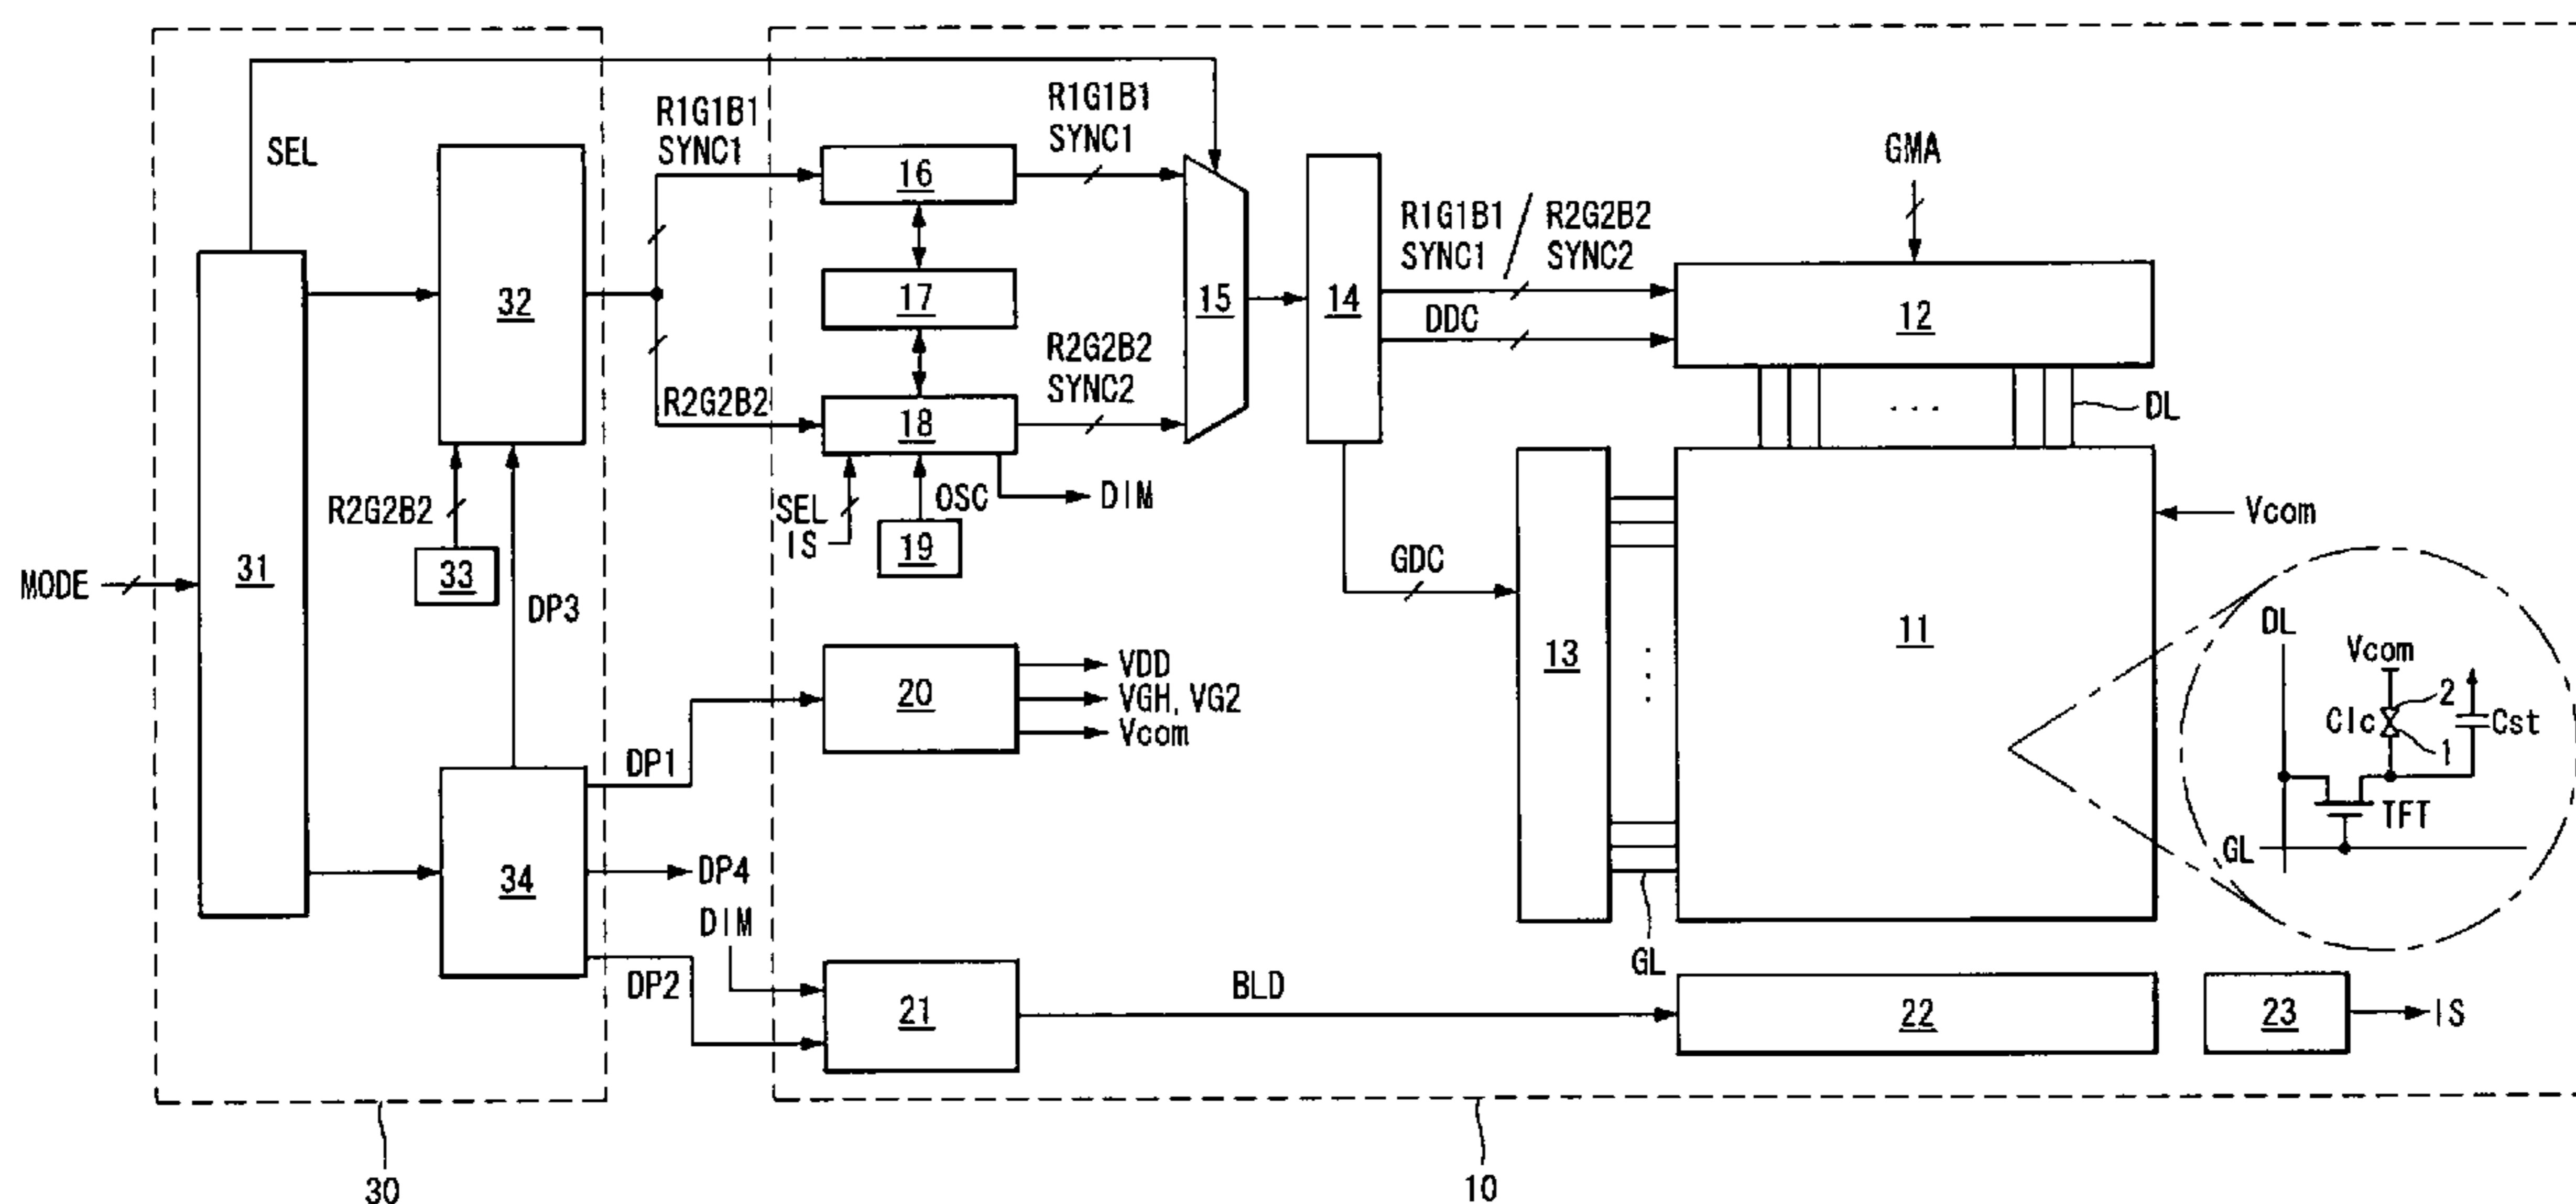 SEL
R1G1B1
SYNC1
R1G1B1
SYNC1
GMA
16
32
17
15
14
R1G1B1
SYNC1
/
R2G2B2
SYNC2
12
DDC
R2G2B2
SYNC2
R2G2B2
18
DL
...
SEL
IS
OSC
DIM
19
R2G2B2
33
MODE
31
DP3
GDC
Vcom
13
11
DL
Vcom
2
Clc
1
Cst
TFT
GL
20
VDD
VGH, VG2
Vcom
DP1
34
DP4
DIM
DP2
21
BLD
GL
22
23
IS
30
10